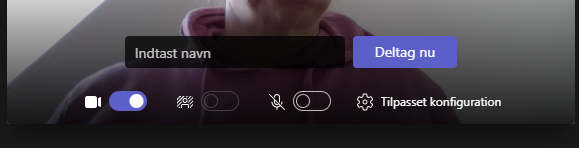 Indtast navn
Deltag nu
Tilpasset konfiguration